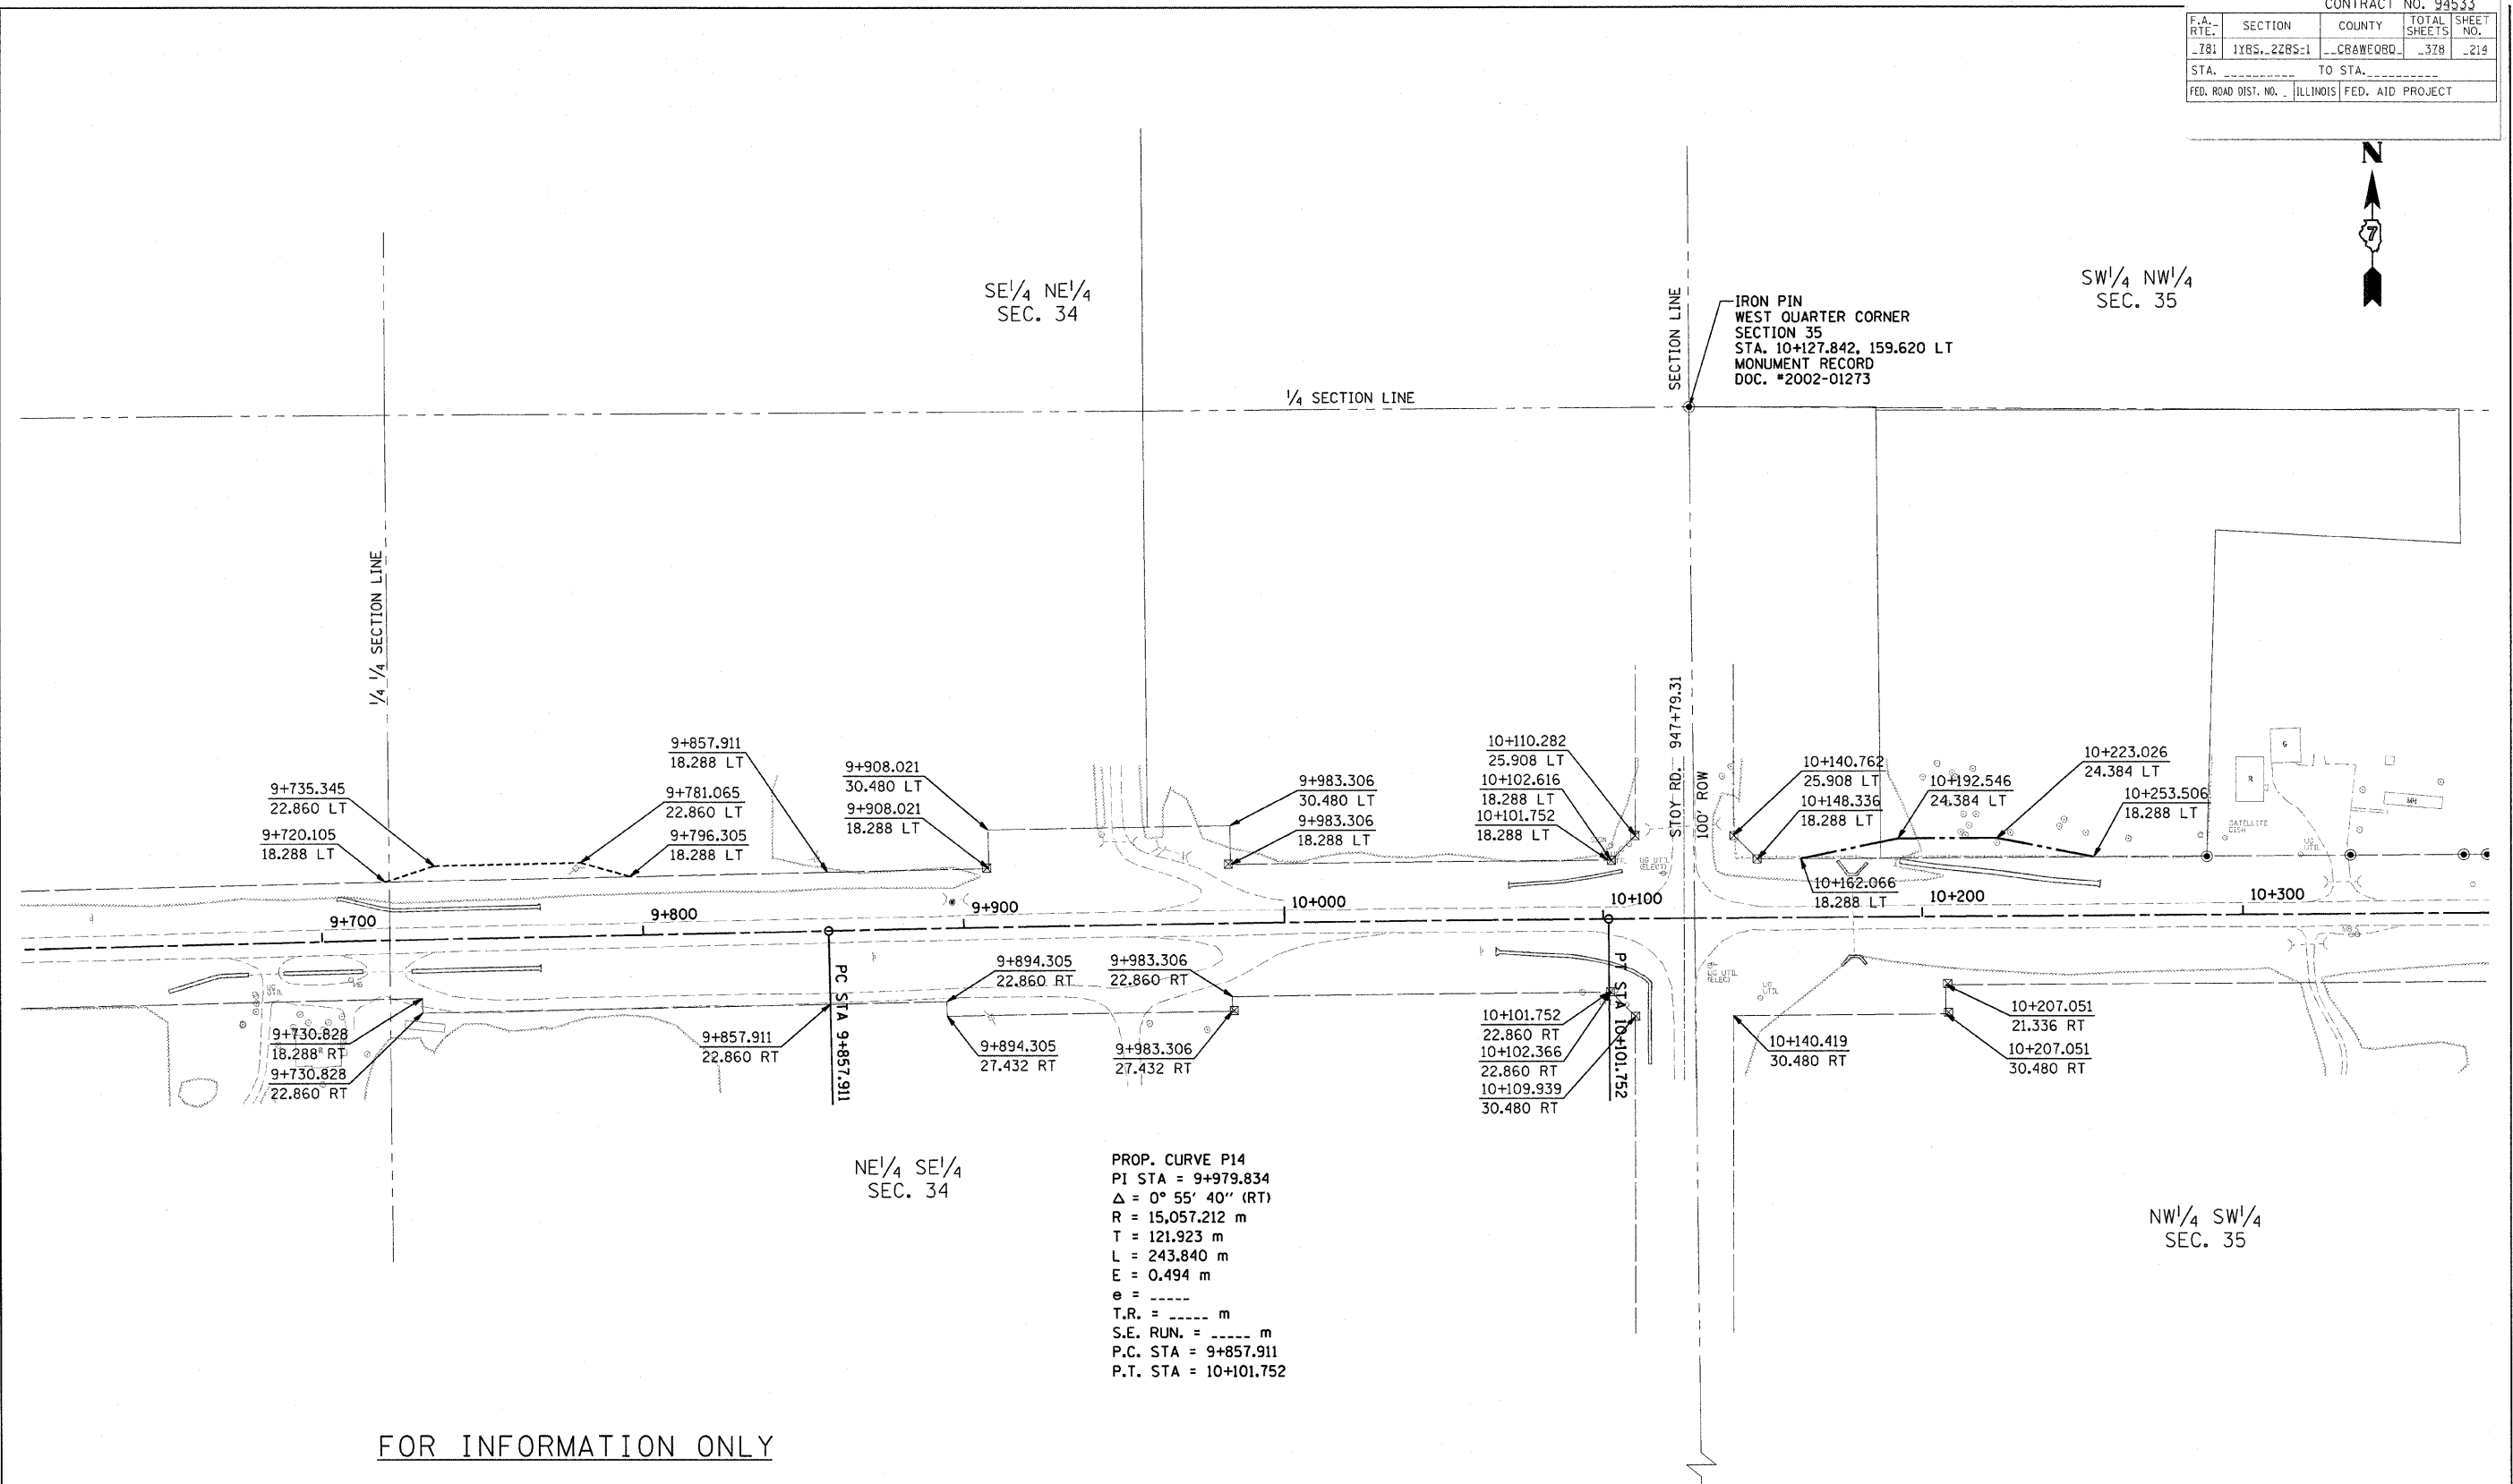 CONTRACT NO. 94533
F.A. RTE. SECTION COUNTY TOTAL SHEETS SHEET NO.
781 1YRS, 2ZRS-1 CRAWFORD 378 214
STA. TO STA.
FED. ROAD DIST. NO. ILLINOIS FED. AID PROJECT
N
7
SE1/4 NE1/4
SEC. 34
SW1/4 NW1/4
SEC. 35
SECTION LINE
IRON PIN
WEST QUARTER CORNER
SECTION 35
STA. 10+127.842, 159.620 LT
MONUMENT RECORD
DOC. #2002-01273
1/4 SECTION LINE
1/4 1/4 SECTION LINE
STOY RD. 947+79.31
100' ROW
9+735.345
22.860 LT
9+720.105
18.288 LT
9+857.911
18.288 LT
9+781.065
22.860 LT
9+796.305
18.288 LT
9+908.021
30.480 LT
9+908.021
18.288 LT
9+983.306
30.480 LT
9+983.306
18.288 LT
10+110.282
25.908 LT
10+102.616
18.288 LT
10+101.752
18.288 LT
10+140.762
25.908 LT
10+148.336
18.288 LT
10+192.546
24.384 LT
10+223.026
24.384 LT
10+253.506
18.288 LT
10+162.066
18.288 LT
G
R
MH
SATELLITE
DISH
UG
UTIL
UG UTIL
(ELECT)
9+700
9+800
9+900
10+000
10+100
10+200
10+300
9+730.828
18.288 RT
9+730.828
22.860 RT
9+857.911
22.860 RT
PC STA 9+857.911
9+894.305
22.860 RT
9+894.305
27.432 RT
9+983.306
22.860 RT
9+983.306
27.432 RT
10+101.752
22.860 RT
10+102.366
22.860 RT
10+109.939
30.480 RT
PT STA 10+101.752
UG UTIL
(ELEC)
UG
UTIL
10+140.419
30.480 RT
10+207.051
21.336 RT
10+207.051
30.480 RT
NE1/4 SE1/4
SEC. 34
NW1/4 SW1/4
SEC. 35
PROP. CURVE P14
PI STA = 9+979.834
Δ = 0° 55' 40'' (RT)
R = 15,057.212 m
T = 121.923 m
L = 243.840 m
E = 0.494 m
e = -----
T.R. = ----- m
S.E. RUN. = ----- m
P.C. STA = 9+857.911
P.T. STA = 10+101.752
FOR INFORMATION ONLY